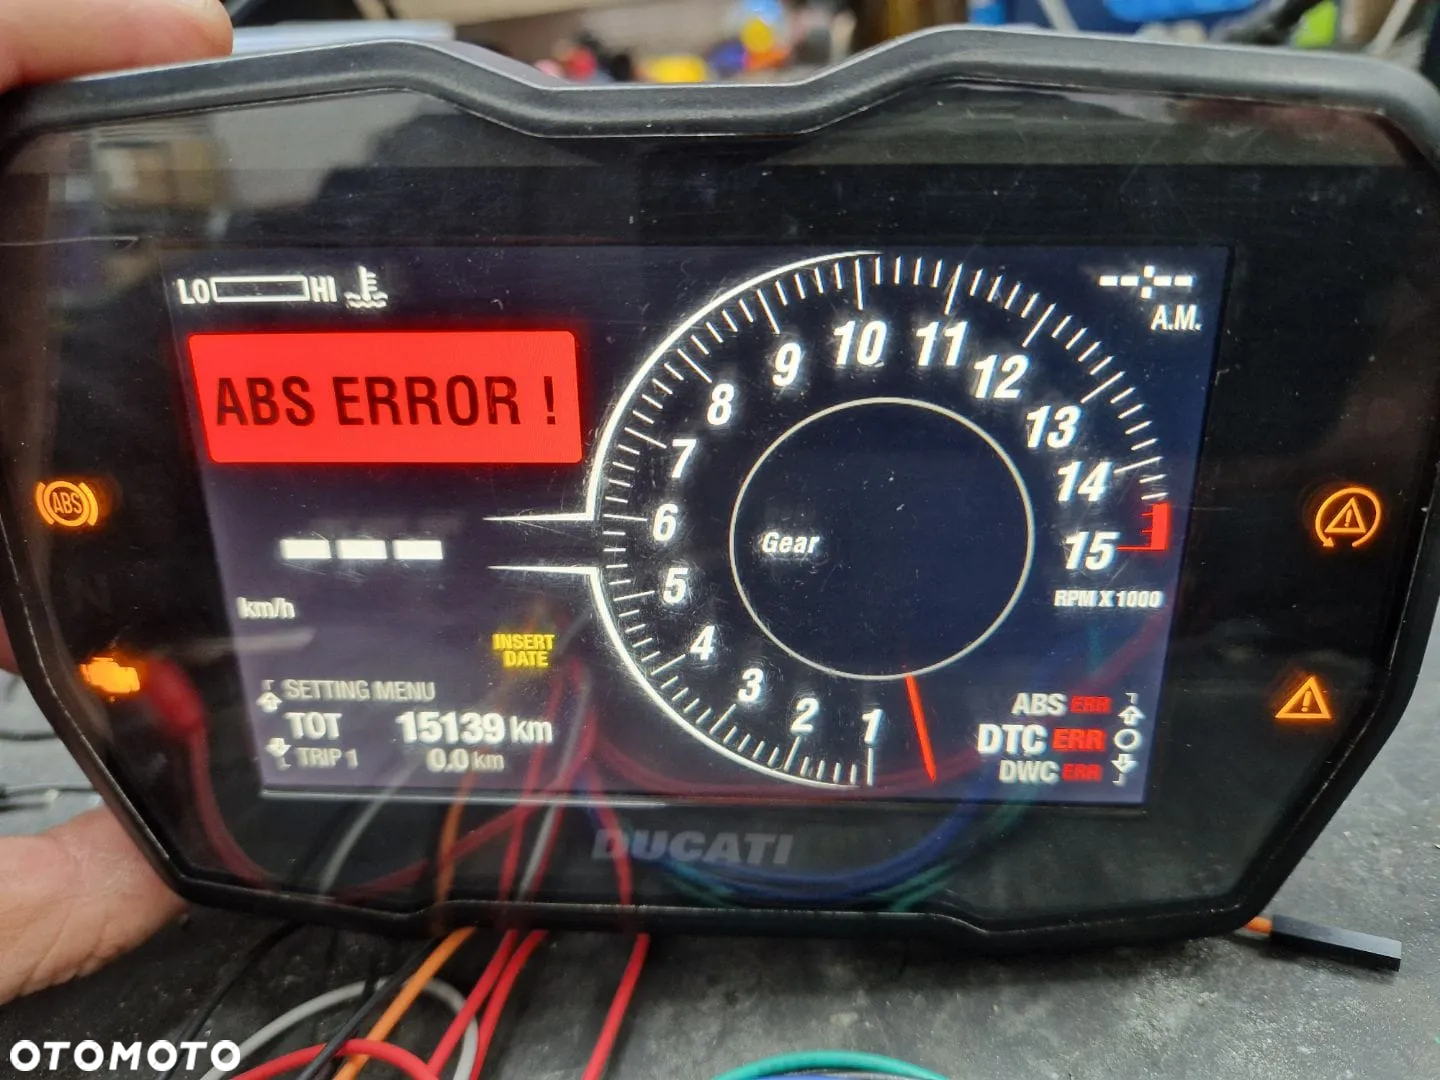 LO HI
--:--
A.M.
ABS ERROR !
ABS
--- 
km/h
INSERT
DATE
SETTING MENU
TOT 15139 km
TRIP 1 0.0 km
1
2
3
4
5
6
7
8
9
10
11
12
13
14
15
RPM X 1000
Gear
ABS ERR
DTC ERR
DWC ERR
DUCATI
OTOMOTO